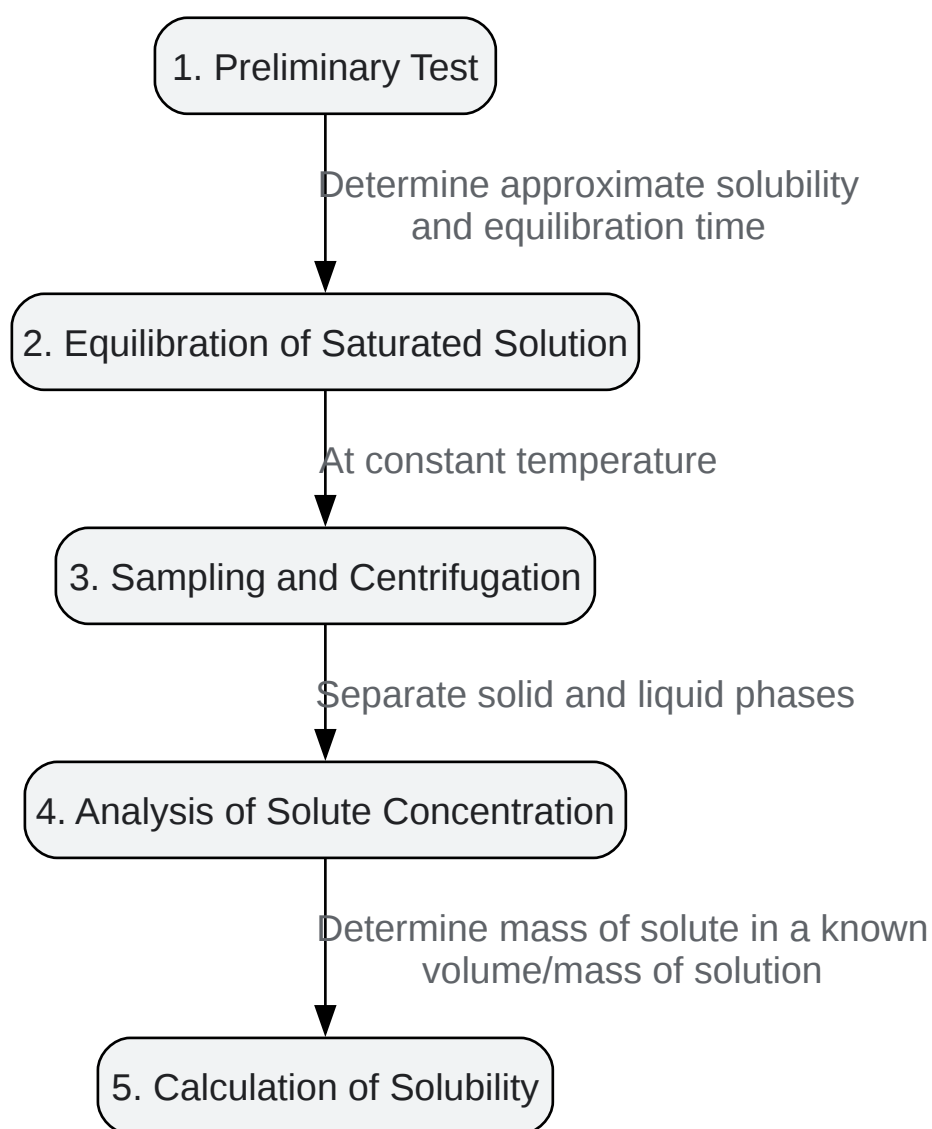 1. Preliminary Test
Determine approximate solubility
and equilibration time
2. Equilibration of Saturated Solution
At constant temperature
3. Sampling and Centrifugation
Separate solid and liquid phases
4. Analysis of Solute Concentration
Determine mass of solute in a known
volume/mass of solution
5. Calculation of Solubility